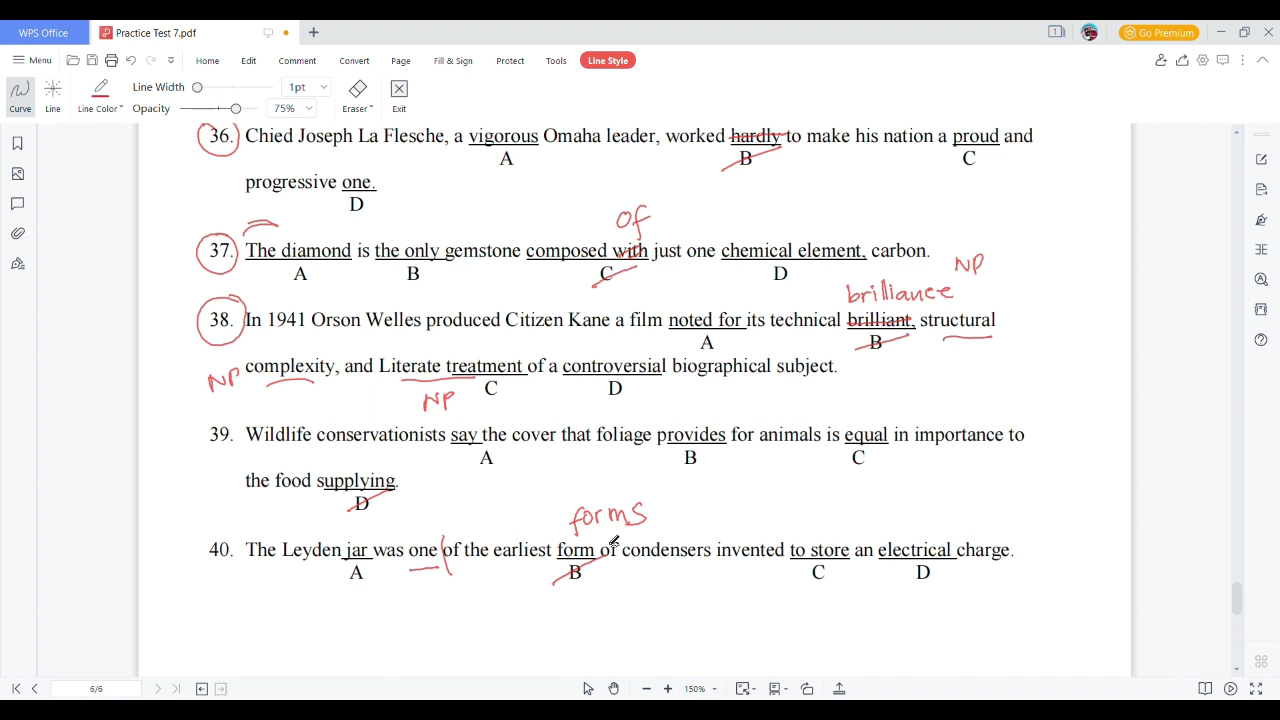 WPS Office
Practice Test 7.pdf
1
Go Premium
Menu
Home
Edit
Comment
Convert
Page
Fill & Sign
Protect
Tools
Line Style
Curve
Line
Line Color
Line Width
1pt
Opacity
75%
Eraser
Exit
36. Chied Joseph La Flesche, a vigorous Omaha leader, worked hardly to make his nation a proud and
A B C
progressive one.
D
of
37. The diamond is the only gemstone composed with just one chemical element, carbon.
A B C D
NP
brilliance
38. In 1941 Orson Welles produced Citizen Kane a film noted for its technical brilliant, structural
A B
NP complexity, and Literate treatment of a controversial biographical subject.
NP C D
39. Wildlife conservationists say the cover that foliage provides for animals is equal in importance to
A B C
the food supplying.
D
forms
40. The Leyden jar was one of the earliest form of condensers invented to store an electrical charge.
A B C D
6/6
150%